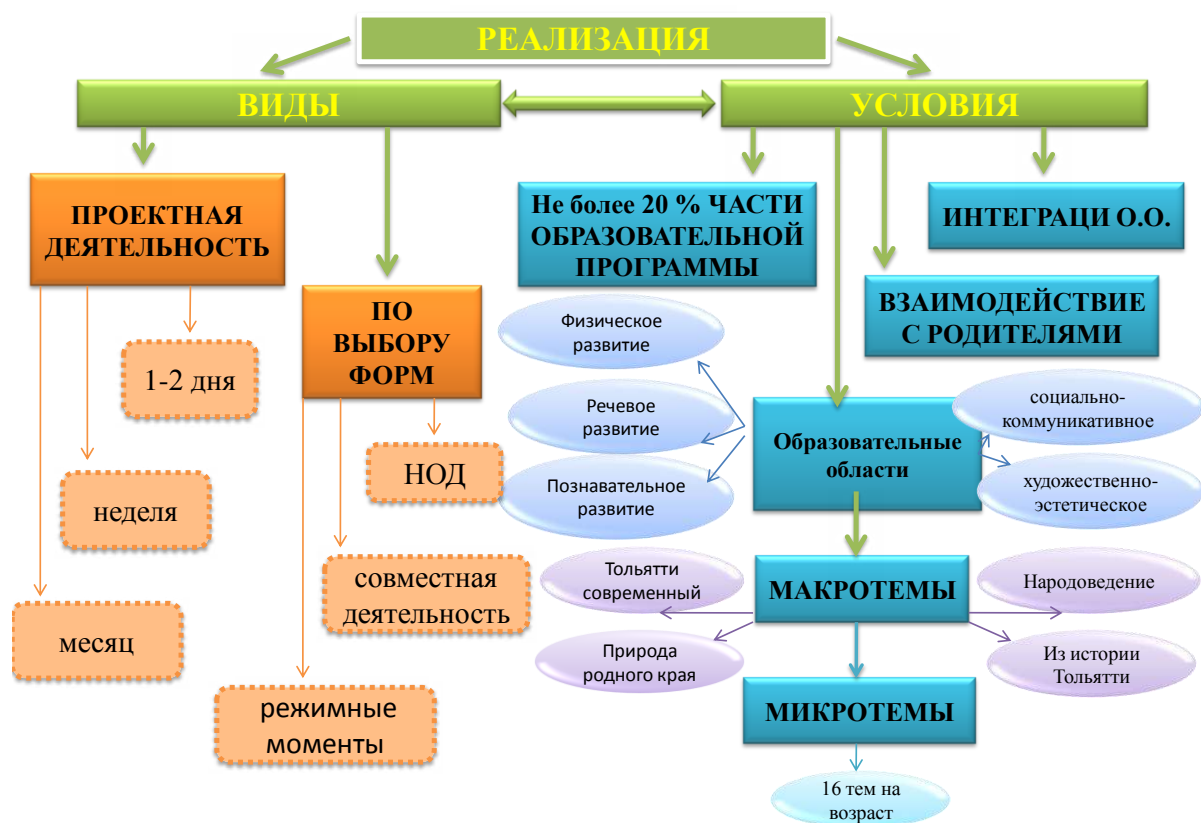 РЕАЛИЗАЦИЯ
ВИДЫ
УСЛОВИЯ
ПРОЕКТНАЯ
ДЕЯТЕЛЬНОСТЬ
1-2 дня
неделя
месяц
ПО
ВЫБОРУ
ФОРМ
НОД
совместная
деятельность
режимные
моменты
Не более 20 % ЧАСТИ
ОБРАЗОВАТЕЛЬНОЙ
ПРОГРАММЫ
ИНТЕГРАЦИ О.О.
ВЗАИМОДЕЙСТВИЕ
С РОДИТЕЛЯМИ
Физическое
развитие
Речевое
развитие
Познавательное
развитие
Образовательные
области
социально-
коммуникативное
художественно-
эстетическое
Тольятти
современный
Природа
родного края
МАКРОТЕМЫ
Народоведение
Из истории
Тольятти
МИКРОТЕМЫ
16 тем на
возраст